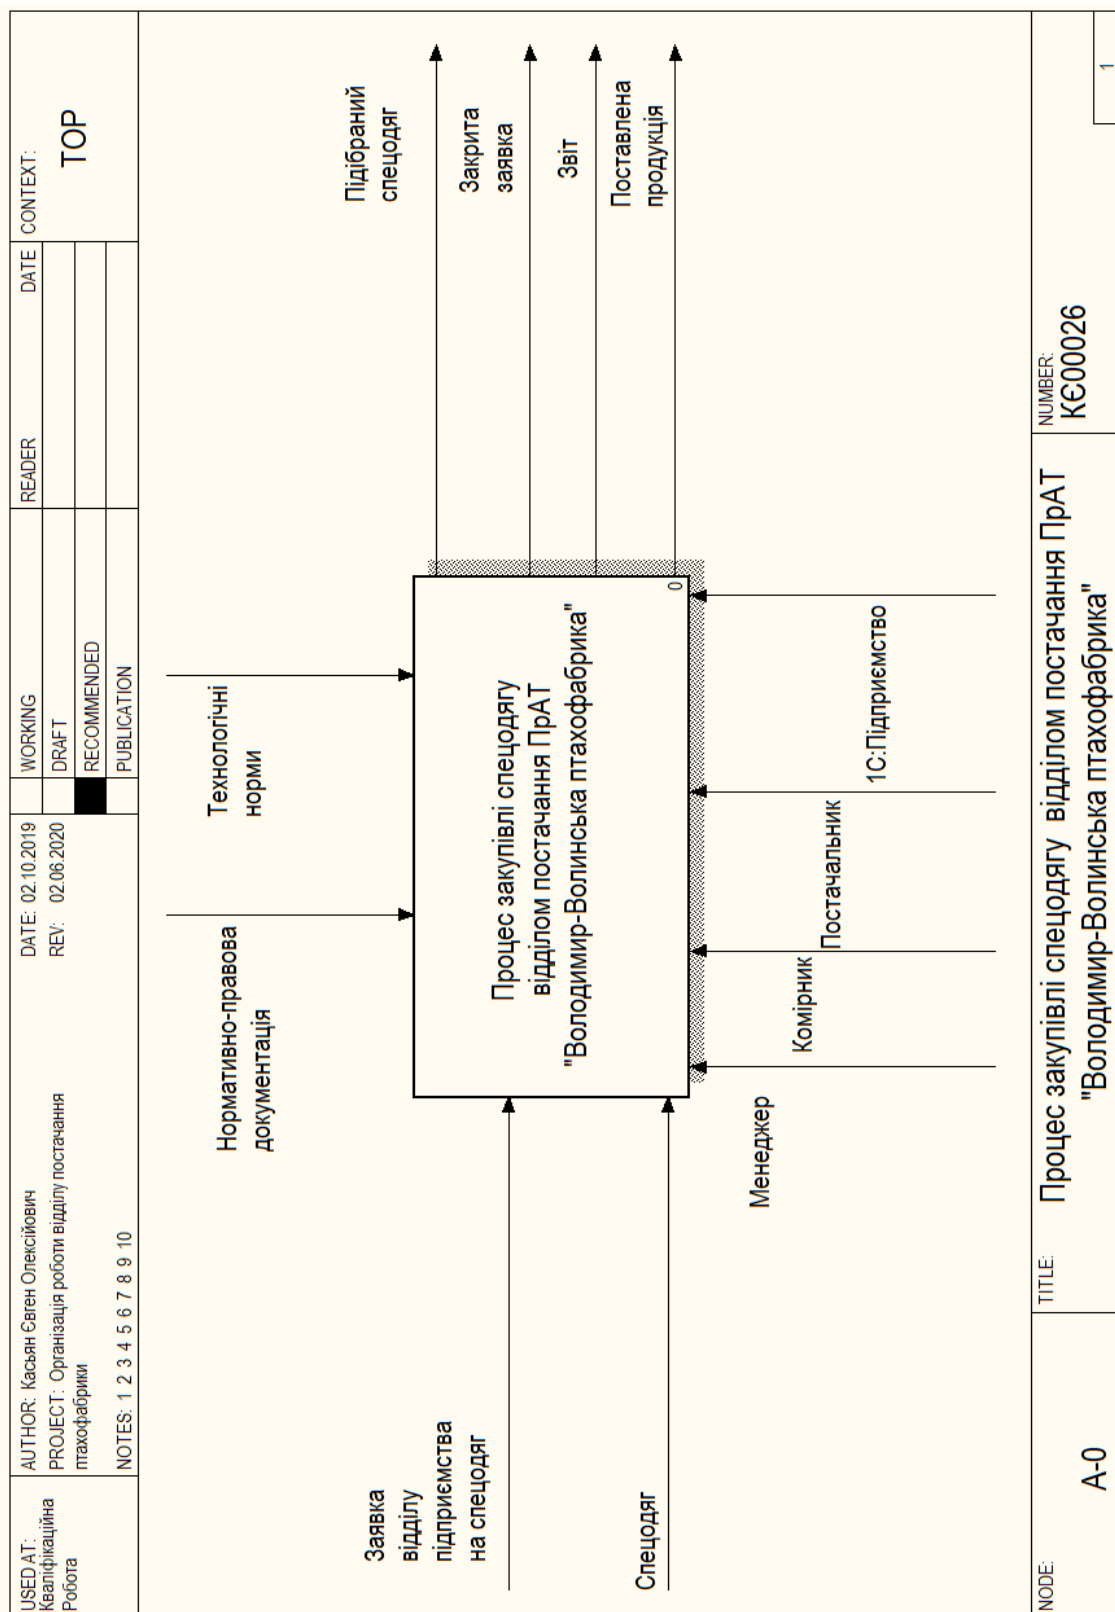 USED AT:
Кваліфікаційна
Робота
AUTHOR: Касьян Євген Олексійович
PROJECT: Організація роботи відділу постачання
птахофабрики
NOTES: 1 2 3 4 5 6 7 8 9 10
DATE: 02.10.2019
REV: 02.06.2020
WORKING
DRAFT
RECOMMENDED
PUBLICATION
READER
DATE
CONTEXT:
TOP
Нормативно-правова
документація
Технологічні
норми
Заявка
відділу
підприємства
на спецодяг
Спецодяг
Процес закупівлі спецодягу
відділом постачання ПрАТ
"Володимир-Волинська птахофабрика"
0
Підібраний
спецодяг
Закрита
заявка
Звіт
Поставлена
продукція
Менеджер
Комірник
Постачальник
1С:Підприємство
NODE:
A-0
TITLE:
Процес закупівлі спецодягу відділом постачання ПрАТ
"Володимир-Волинська птахофабрика"
NUMBER:
КЄ00026
1